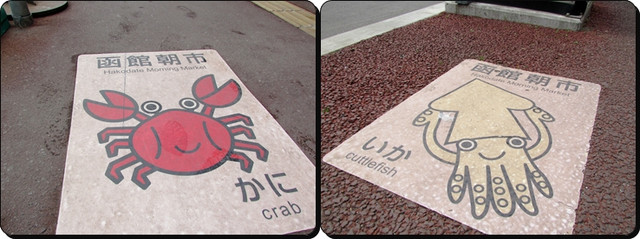 函館朝市
Hakodate Morning Market
かに
crab
函館朝市
Hakodate Morning Market
いか
cuttlefish